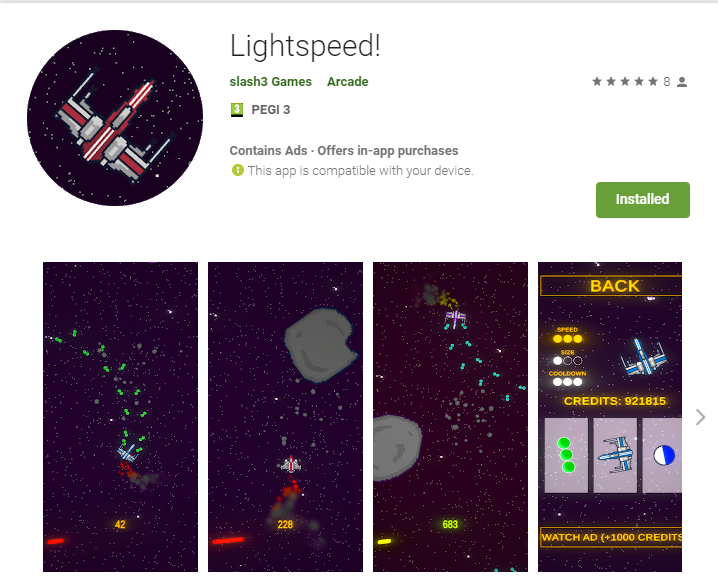 Lightspeed!
slash3 Games Arcade
8
3 PEGI 3
Contains Ads · Offers in-app purchases
This app is compatible with your device.
Installed
42
228
683
BACK
SPEED
SIZE
COOLDOWN
CREDITS: 921815
WATCH AD (+1000 CREDITS